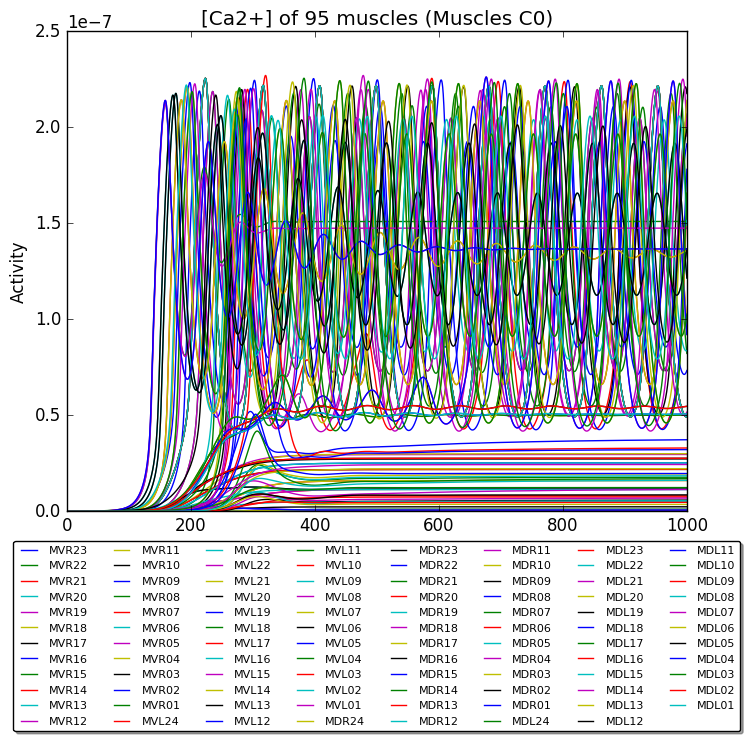 [Ca2+] of 95 muscles (Muscles C0)
1e−7
2.5
2.0
1.5
1.0
0.5
0.0
Activity
0 200 400 600 800 1000
MVR23 MVR11 MVL23 MVL11 MDR23 MDR11 MDL23 MDL11
MVR22 MVR10 MVL22 MVL10 MDR22 MDR10 MDL22 MDL10
MVR21 MVR09 MVL21 MVL09 MDR21 MDR09 MDL21 MDL09
MVR20 MVR08 MVL20 MVL08 MDR20 MDR08 MDL20 MDL08
MVR19 MVR07 MVL19 MVL07 MDR19 MDR07 MDL19 MDL07
MVR18 MVR06 MVL18 MVL06 MDR18 MDR06 MDL18 MDL06
MVR17 MVR05 MVL17 MVL05 MDR17 MDR05 MDL17 MDL05
MVR16 MVR04 MVL16 MVL04 MDR16 MDR04 MDL16 MDL04
MVR15 MVR03 MVL15 MVL03 MDR15 MDR03 MDL15 MDL03
MVR14 MVR02 MVL14 MVL02 MDR14 MDR02 MDL14 MDL02
MVR13 MVR01 MVL13 MVL01 MDR13 MDR01 MDL13 MDL01
MVR12 MVL24 MVL12 MDR24 MDR12 MDL24 MDL12